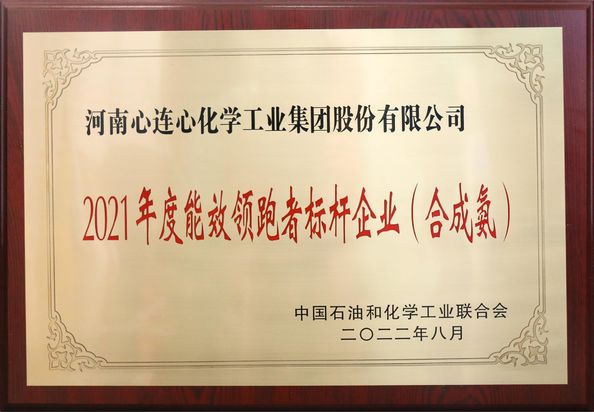 河南心连心化学工业集团股份有限公司
2021年度能效领跑者标杆企业（合成氨）
中国石油和化学工业联合会
二〇二二年八月